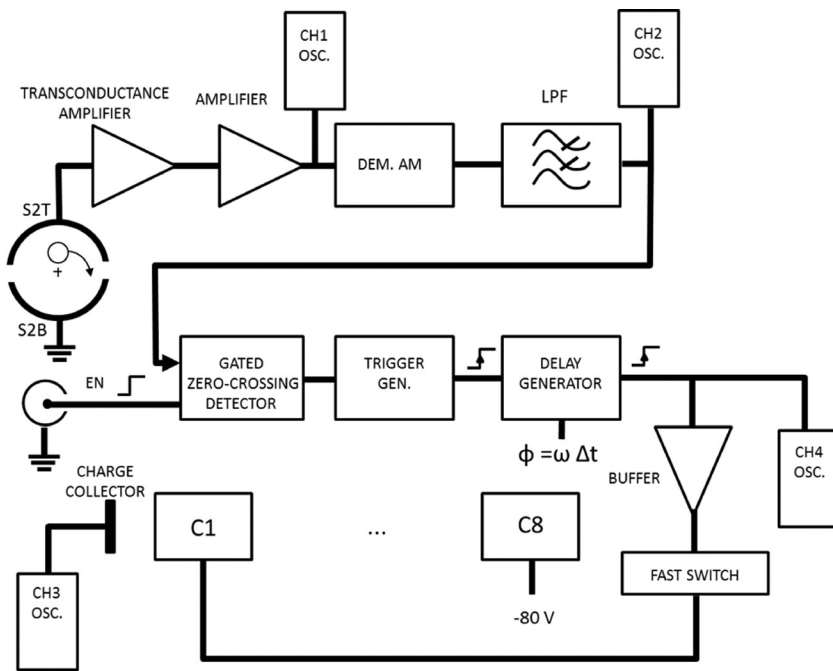 CH1
OSC.
CH2
OSC.
TRANSCONDUCTANCE
AMPLIFIER
AMPLIFIER
LPF
DEM. AM
S2T
+
S2B
EN
GATED
ZERO-CROSSING
DETECTOR
TRIGGER
GEN.
DELAY
GENERATOR
ϕ =ω Δt
BUFFER
CH4
OSC.
CHARGE
COLLECTOR
C1
...
C8
FAST SWITCH
CH3
OSC.
-80 V